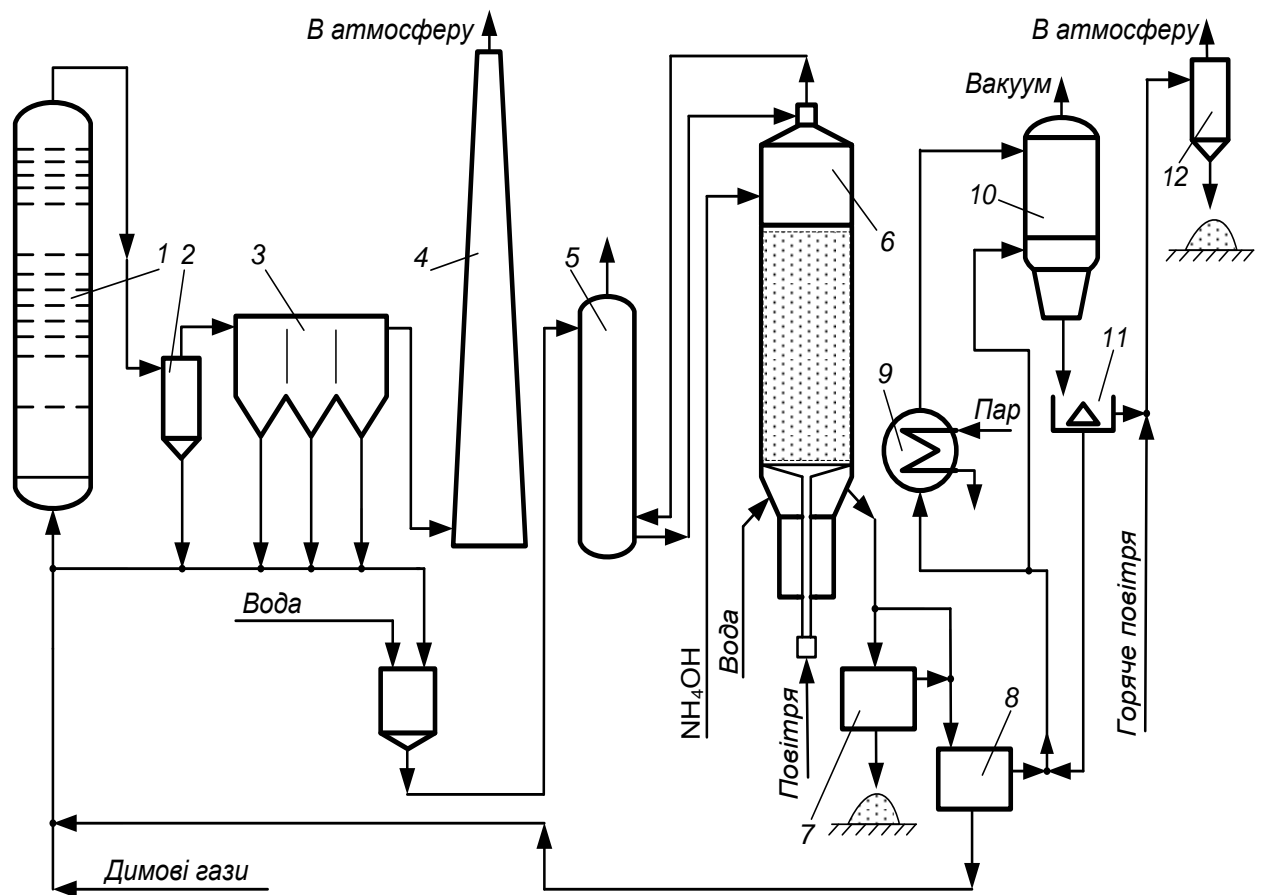 В атмосферу
В атмосферу
Вакуум
1
2
3
4
5
6
10
12
9
11
Пар
Вода
NH₄OH
Вода
Повітря
Горяче повітря
7
8
Димові гази